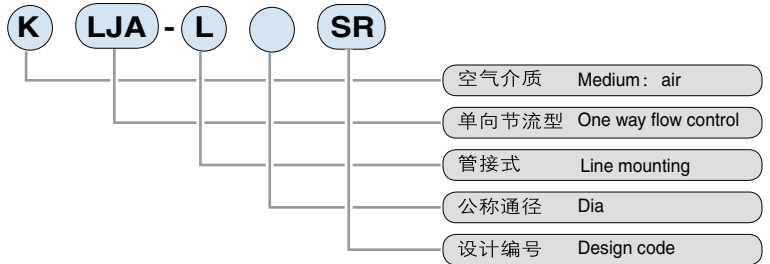 K LJA - L SR
空气介质 Medium: air
单向节流型 One way flow control
管接式 Line mounting
公称通径 Dia
设计编号 Design code